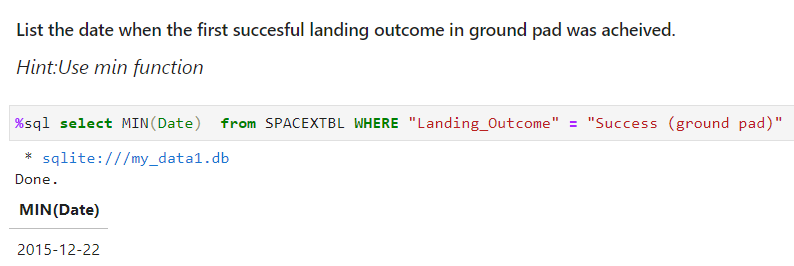 List the date when the first succesful landing outcome in ground pad was acheived.
Hint:Use min function
%sql select MIN(Date)  from SPACEXTBL WHERE "Landing_Outcome" = "Success (ground pad)"
* sqlite:///my_data1.db
Done.
MIN(Date)
2015-12-22